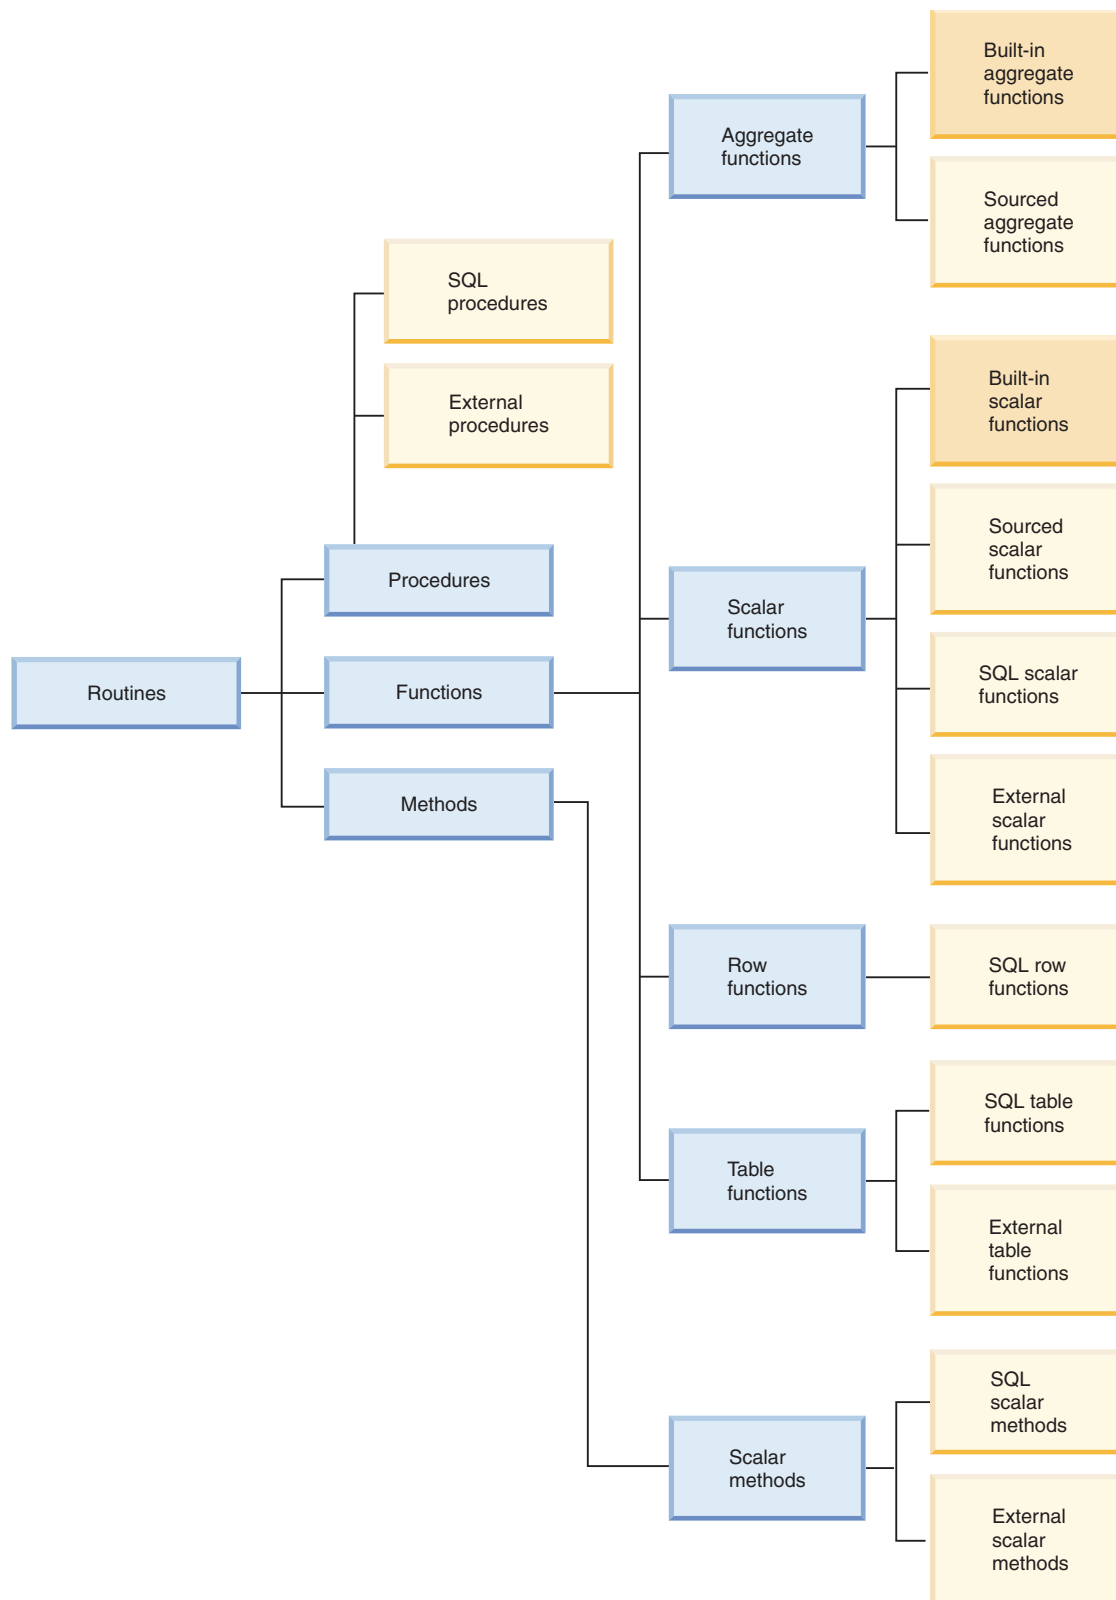 Built-in
aggregate
functions
Aggregate
functions
Sourced
aggregate
functions
SQL
procedures
External
procedures
Built-in
scalar
functions
Sourced
scalar
functions
Procedures
Scalar
functions
Routines
Functions
SQL scalar
functions
Methods
External
scalar
functions
Row
functions
SQL row
functions
SQL table
functions
Table
functions
External
table
functions
SQL
scalar
methods
Scalar
methods
External
scalar
methods